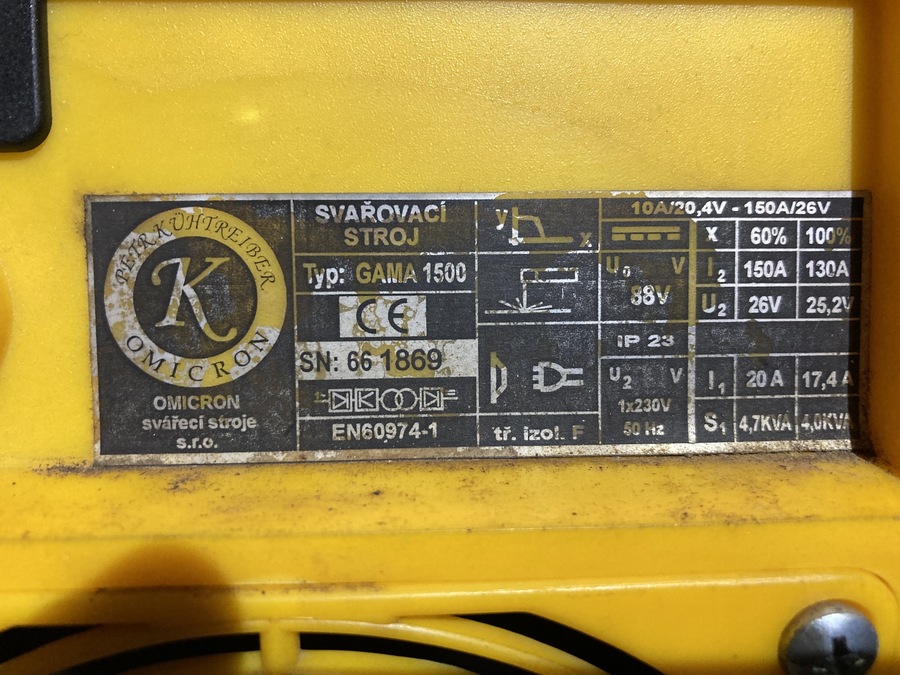 PETR KÜHTREIBER
K
OMICRON
OMICRON
svářecí stroje
s.r.o.
SVAŘOVACÍ
STROJ
Typ: GAMA 1500
CE
SN: 66 1869
1~
EN60974-1
y
x
tř. izol. F
10A/20,4V - 150A/26V
X 60% 100%
U0 V
88V
I2 150A 130A
U2 26V 25,2V
IP 23
U2 V
1x230V
50 Hz
I1 20 A 17,4 A
S1 4,7KVA 4,0KVA